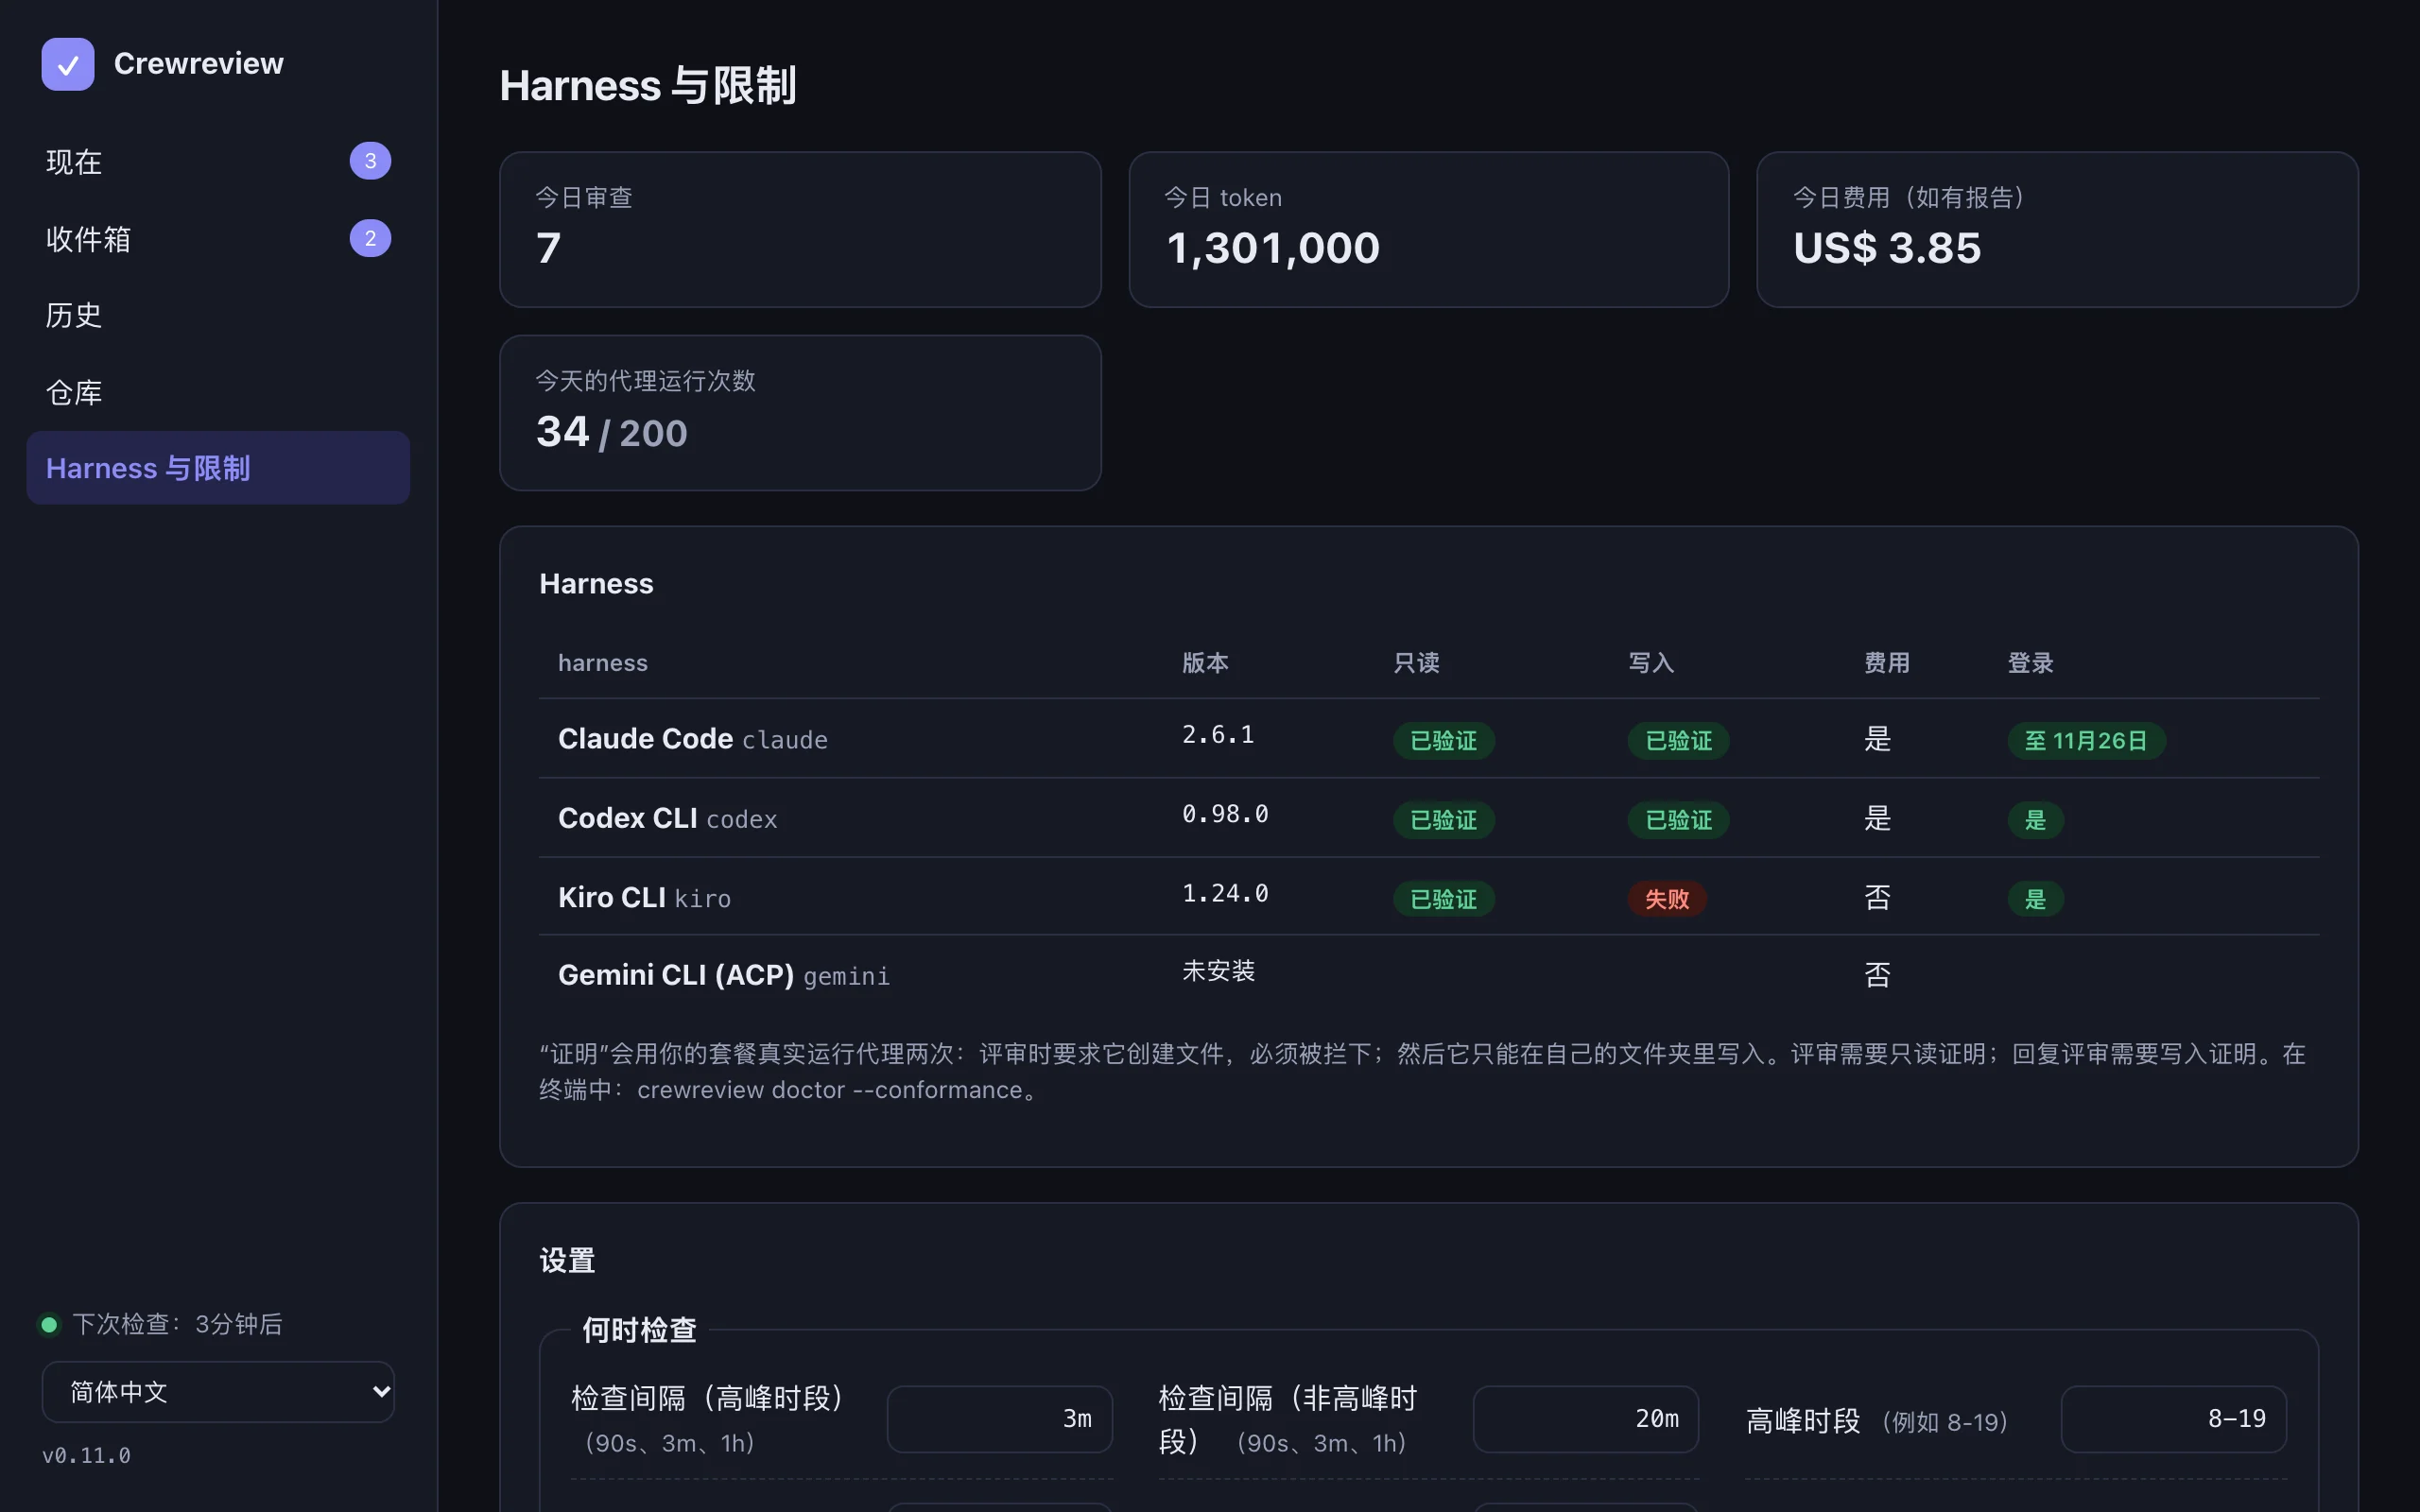 Crewreview
现在 3
收件箱 2
历史
仓库
Harness 与限制
下次检查：3分钟后
简体中文
v0.11.0
Harness 与限制
今日审查
7
今日 token
1,301,000
今日费用（如有报告）
US$ 3.85
今天的代理运行次数
34 / 200
Harness
harness 版本 只读 写入 费用 登录
Claude Code claude 2.6.1 已验证 已验证 是 至 11月26日
Codex CLI codex 0.98.0 已验证 已验证 是 是
Kiro CLI kiro 1.24.0 已验证 失败 否 是
Gemini CLI (ACP) gemini 未安装 否
“证明”会用你的套餐真实运行代理两次：评审时要求它创建文件，必须被拦下；然后它只能在自己的文件夹里写入。评审需要只读证明；回复评审需要写入证明。在
终端中：crewreview doctor --conformance。
设置
何时检查
检查间隔（高峰时段）
（90s、3m、1h）
3m
检查间隔（非高峰时
段）（90s、3m、1h）
20m
高峰时段（例如 8-19）
8–19